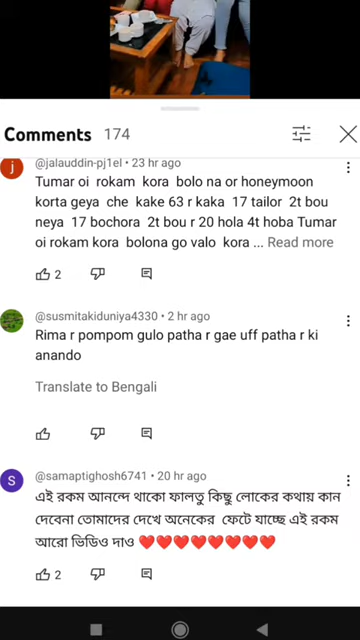 Comments 174
@jalauddin-pj1el • 23 hr ago
Tumar oi rokam kora bolo na or honeymoon
korta geya che kake 63 r kaka 17 tailor 2t bou
neya 17 bochora 2t bou r 20 hola 4t hoba Tumar
oi rokam kora bolona go valo kora ... Read more
2
@susmitakiduniya4330 • 2 hr ago
Rima r pompom gulo patha r gae uff patha r ki
anando
Translate to Bengali
@samaptighosh6741 • 20 hr ago
এই রকম আনন্দে থাকো ফালতু কিছু লোকের কথায় কান
দেবেনা তোমাদের দেখে অনেকের ফেটে যাচ্ছে এই রকম
আরো ভিডিও দাও ❤️❤️❤️❤️❤️❤️❤️❤️
2